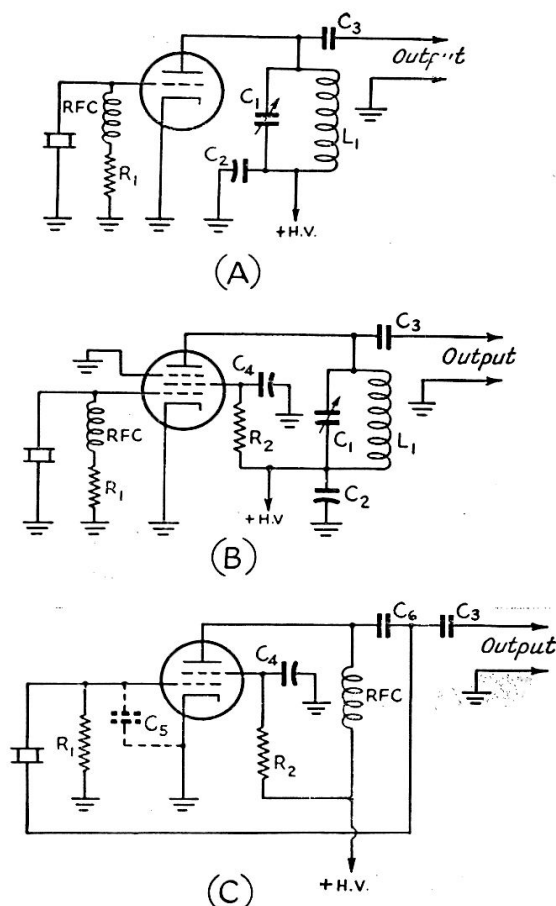 C3
Output
RFC
C1
L1
R1
C2
+H.V.
(A)
C3
Output
C4
RFC
R2
C1
L1
R1
C2
+H.V
(B)
C6
C3
Output
C4
RFC
C5
R1
R2
+H.V.
(C)